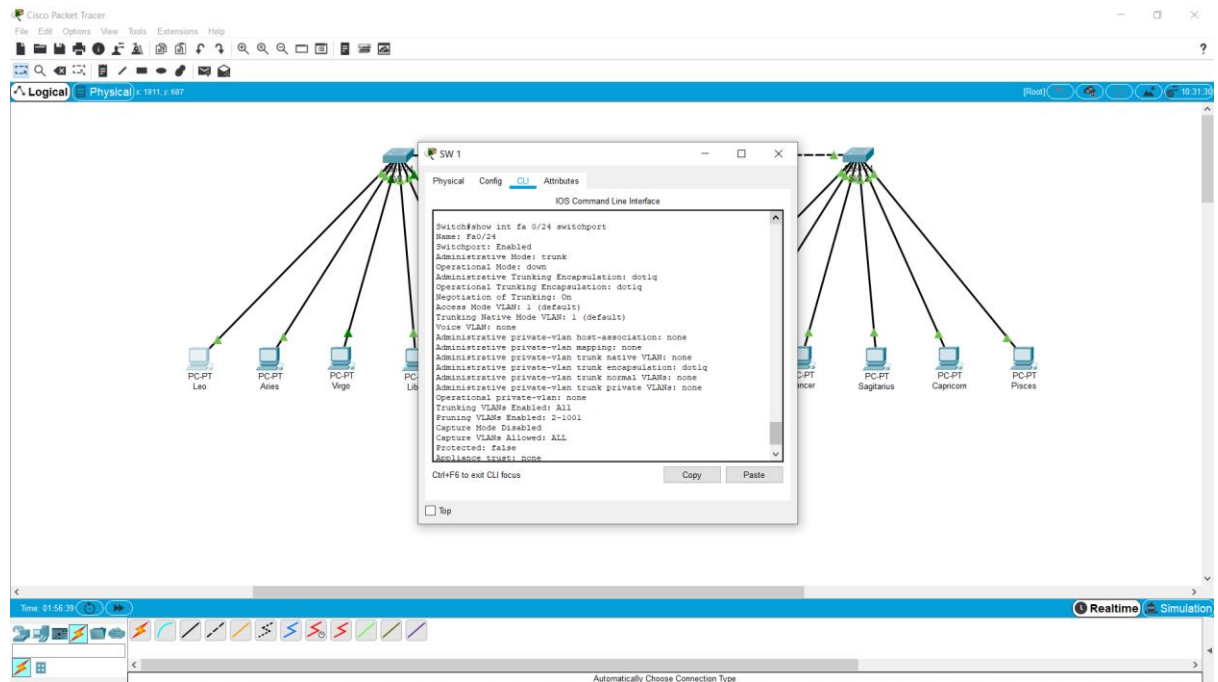 Cisco Packet Tracer
File Edit Options View Tools Extensions Help
?
Logical Physical x: 1911, y: 687 [Root] 10:31:30
SW 1
Physical Config CLI Attributes
IOS Command Line Interface
Switch#show int fa 0/24 switchport
Name: Fa0/24
Switchport: Enabled
Administrative Mode: trunk
Operational Mode: down
Administrative Trunking Encapsulation: dot1q
Operational Trunking Encapsulation: dot1q
Negotiation of Trunking: On
Access Mode VLAN: 1 (default)
Trunking Native Mode VLAN: 1 (default)
Voice VLAN: none
Administrative private-vlan host-association: none
Administrative private-vlan mapping: none
Administrative private-vlan trunk native VLAN: none
Administrative private-vlan trunk encapsulation: dot1q
Administrative private-vlan trunk normal VLANs: none
Administrative private-vlan trunk private VLANs: none
Operational private-vlan: none
Trunking VLANs Enabled: All
Pruning VLANs Enabled: 2-1001
Capture Mode Disabled
Capture VLANs Allowed: ALL
Protected: false
Appliance trust: none
Ctrl+F6 to exit CLI focus
Copy Paste
Top
PC-PT
Leo
PC-PT
Aries
PC-PT
Virgo
PC-
Lib
C-PT
ncer
PC-PT
Sagitarius
PC-PT
Capricorn
PC-PT
Pisces
Time: 01:56:39 Realtime Simulation
Automatically Choose Connection Type